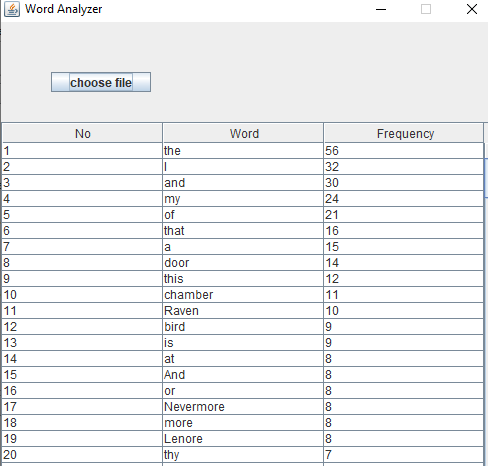 Word Analyzer
choose file
No Word Frequency
1 the 56
2 I 32
3 and 30
4 my 24
5 of 21
6 that 16
7 a 15
8 door 14
9 this 12
10 chamber 11
11 Raven 10
12 bird 9
13 is 9
14 at 8
15 And 8
16 or 8
17 Nevermore 8
18 more 8
19 Lenore 8
20 thy 7